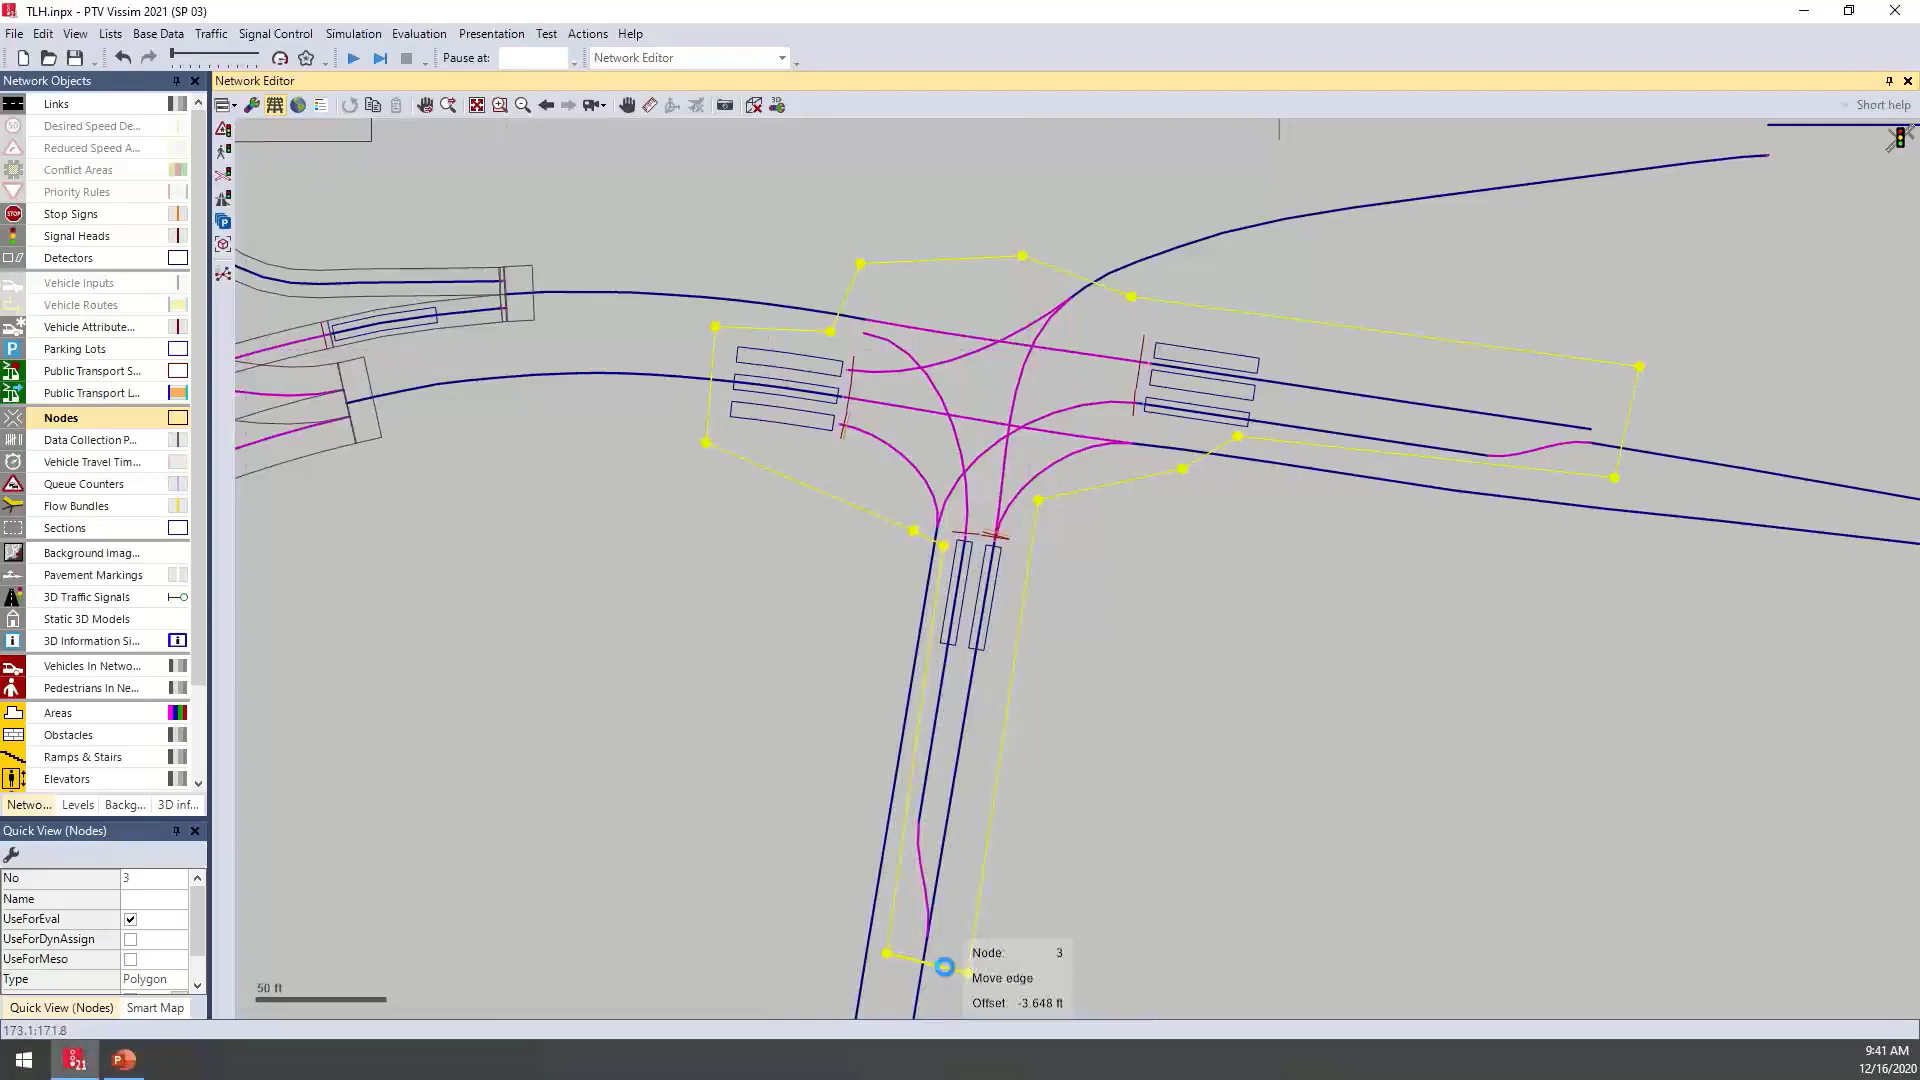 TLH.inpx - PTV Vissim 2021 (SP 03)
File Edit View Lists Base Data Traffic Signal Control Simulation Evaluation Presentation Test Actions Help
Pause at: Network Editor
Network Objects
Network Editor
Short help
Links
Desired Speed De...
Reduced Speed A...
Conflict Areas
Priority Rules
Stop Signs
Signal Heads
Detectors
Vehicle Inputs
Vehicle Routes
Vehicle Attribute...
Parking Lots
Public Transport S...
Public Transport L...
Nodes
Data Collection P...
Vehicle Travel Tim...
Queue Counters
Flow Bundles
Sections
Background Imag...
Pavement Markings
3D Traffic Signals
Static 3D Models
3D Information Si...
Vehicles In Netwo...
Pedestrians In Ne...
Areas
Obstacles
Ramps & Stairs
Elevators
Netwo... Levels Backg... 3D inf...
Quick View (Nodes)
No 3
Name
UseForEval
UseForDynAssign
UseForMeso
Type Polygon
Quick View (Nodes) Smart Map
50 ft
Node: 3
Move edge
Offset: -3.648 ft
173.1:171.8
9:41 AM
12/16/2020